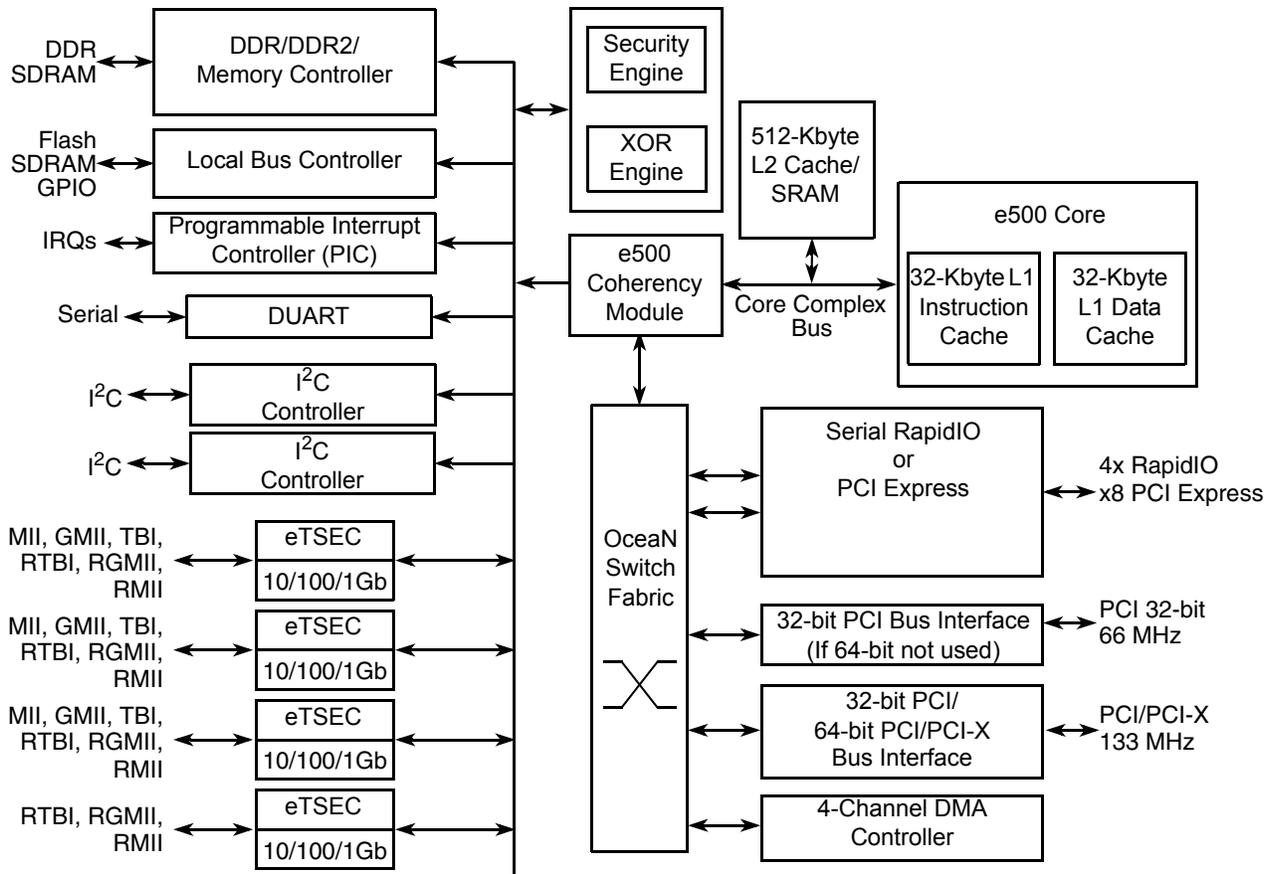 DDR
SDRAM
DDR/DDR2/
Memory Controller
Flash
SDRAM
GPIO
Local Bus Controller
IRQs
Programmable Interrupt
Controller (PIC)
Serial
DUART
I²C
I²C
Controller
I²C
I²C
Controller
MII, GMII, TBI,
RTBI, RGMII,
RMII
eTSEC
10/100/1Gb
MII, GMII, TBI,
RTBI, RGMII,
RMII
eTSEC
10/100/1Gb
MII, GMII, TBI,
RTBI, RGMII,
RMII
eTSEC
10/100/1Gb
RTBI, RGMII,
RMII
eTSEC
10/100/1Gb
Security
Engine
XOR
Engine
e500
Coherency
Module
512-Kbyte
L2 Cache/
SRAM
Core Complex
Bus
e500 Core
32-Kbyte L1
Instruction
Cache
32-Kbyte
L1 Data
Cache
OceaN
Switch
Fabric
Serial RapidIO
or
PCI Express
4x RapidIO
x8 PCI Express
32-bit PCI Bus Interface
(If 64-bit not used)
PCI 32-bit
66 MHz
32-bit PCI/
64-bit PCI/PCI-X
Bus Interface
PCI/PCI-X
133 MHz
4-Channel DMA
Controller